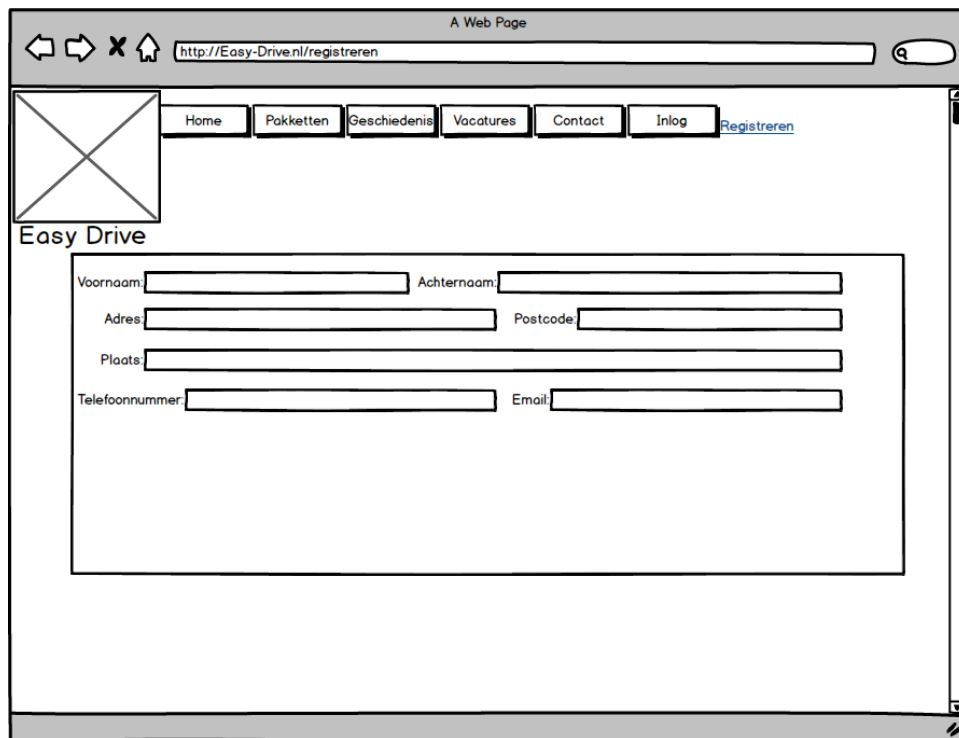 A Web Page
http://Easy-Drive.nl/registreren
Home Pakketten Geschiedenis Vacatures Contact Inlog Registreren
Easy Drive
Voornaam: Achternaam:
Adres: Postcode:
Plaats:
Telefoonnummer: Email: